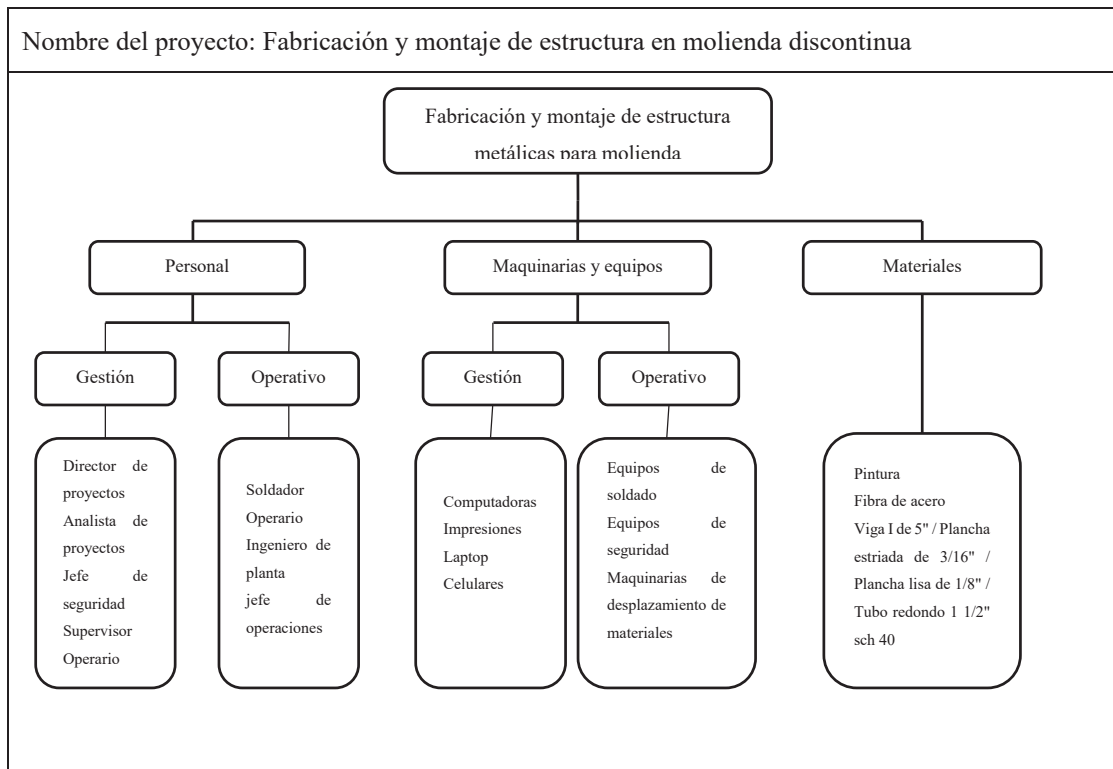 Nombre del proyecto: Fabricación y montaje de estructura en molienda discontinua
Fabricación y montaje de estructura
metálicas para molienda
Personal
Maquinarias y equipos
Materiales
Gestión
Operativo
Gestión
Operativo
Director de
proyectos
Analista de
proyectos
Jefe de
seguridad
Supervisor
Operario
Soldador
Operario
Ingeniero de
planta
jefe de
operaciones
Computadoras
Impresiones
Laptop
Celulares
Equipos de
soldado
Equipos de
seguridad
Maquinarias de
desplazamiento de
materiales
Pintura
Fibra de acero
Viga I de 5" / Plancha
estriada de 3/16" /
Plancha lisa de 1/8" /
Tubo redondo 1 1/2"
sch 40